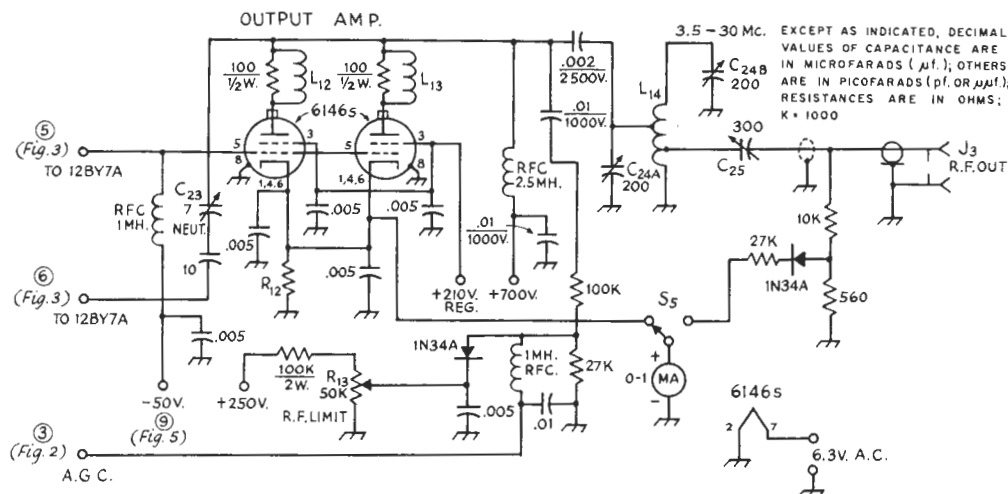 OUTPUT AMP.
3.5 – 30 Mc.
EXCEPT AS INDICATED, DECIMAL
VALUES OF CAPACITANCE ARE
IN MICROFARADS (µf.); OTHERS
ARE IN PICOFARADS (pf. OR µµf.);
RESISTANCES ARE IN OHMS;
K = 1000
100
1/2W.
L12
100
1/2W.
L13
.002
2500V.
C24B
200
L14
6146s
.01
1000V.
300
C25
J3
R.F. OUT
5
(Fig. 3)
TO 12BY7A
5
3
8
1,4,6
3
8
1,4,6
RFC
2.5MH.
C24A
200
RFC
1MH.
C23
7
NEUT.
.005
.005
.01
1000V.
10K
27K
1N34A
560
10
.005
R12
.005
+210V.
REG.
+700V.
100K
S5
6
(Fig. 3)
TO 12BY7A
.005
1N34A
1MH.
RFC.
27K
+
0-1
MA
–
6146s
2
7
6.3V. A.C.
100K
2W.
R13
50K
R.F. LIMIT
.005
.01
-50V.
+250V.
9
(Fig. 5)
3
(Fig. 2)
A.G.C.